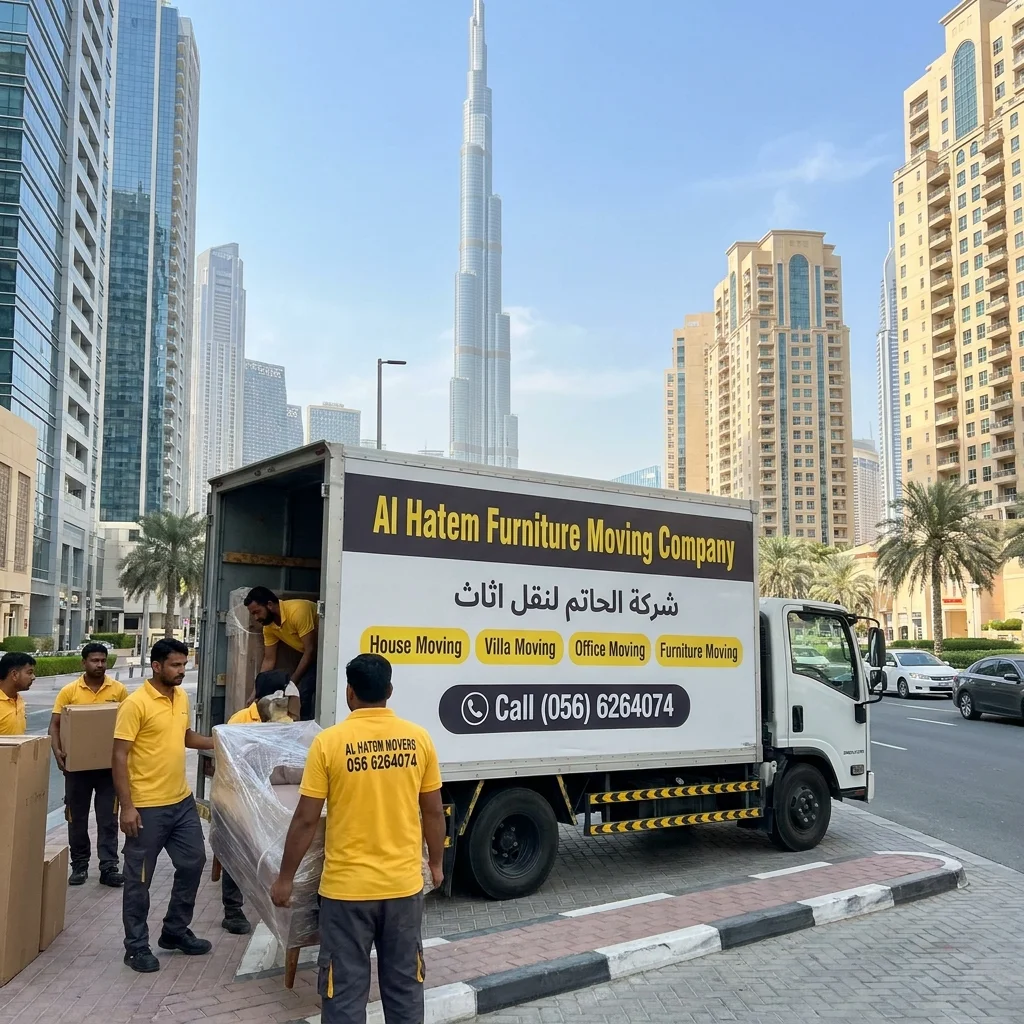 Al Hatem Furniture Moving Company
شركة الحاتم لنقل اثاث
House Moving
Villa Moving
Office Moving
Furniture Moving
Call (056) 6264074
AL HATEM MOVERS
056 6264074